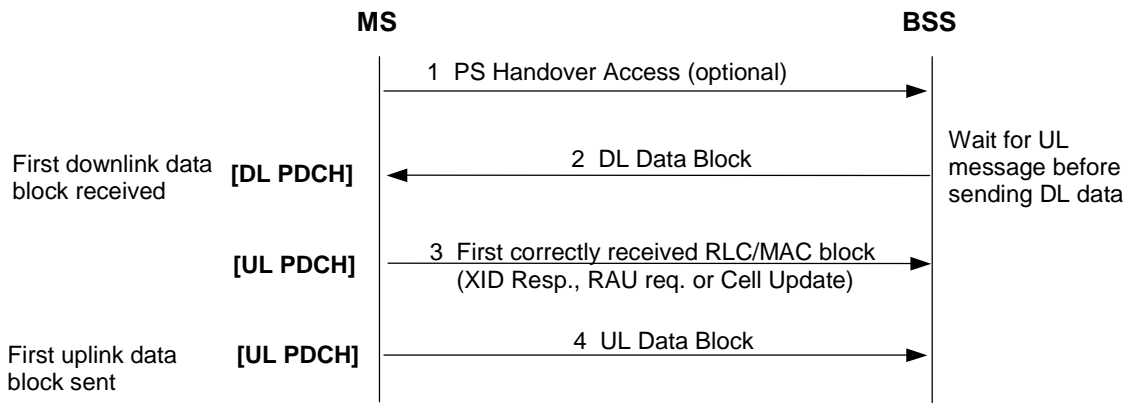 MS
BSS
1 PS Handover Access (optional)
First downlink data
block received
[DL PDCH]
2 DL Data Block
Wait for UL
message before
sending DL data
[UL PDCH]
3 First correctly received RLC/MAC block
(XID Resp., RAU req. or Cell Update)
First uplink data
block sent
[UL PDCH]
4 UL Data Block